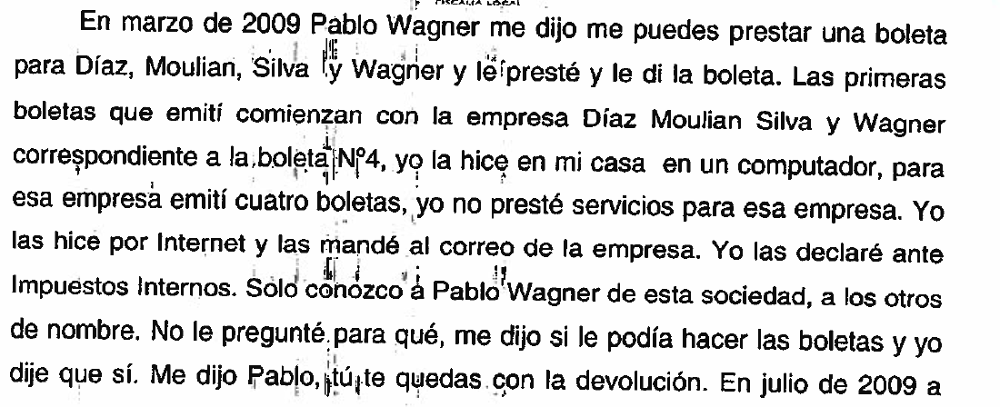 FISCALIA LOCAL
En marzo de 2009 Pablo Wagner me dijo me puedes prestar una boleta
para Díaz, Moulian, Silva y Wagner y le presté y le di la boleta. Las primeras
boletas que emití comienzan con la empresa Díaz Moulian Silva y Wagner
correspondiente a la boleta Nº4, yo la hice en mi casa en un computador, para
esa empresa emití cuatro boletas, yo no presté servicios para esa empresa. Yo
las hice por Internet y las mandé al correo de la empresa. Yo las declaré ante
Impuestos Internos. Sólo conozco a Pablo Wagner de esta sociedad, a los otros
de nombre. No le pregunté para qué, me dijo si le podía hacer las boletas y yo
dije que sí. Me dijo Pablo, tú te quedas con la devolución. En julio de 2009 a